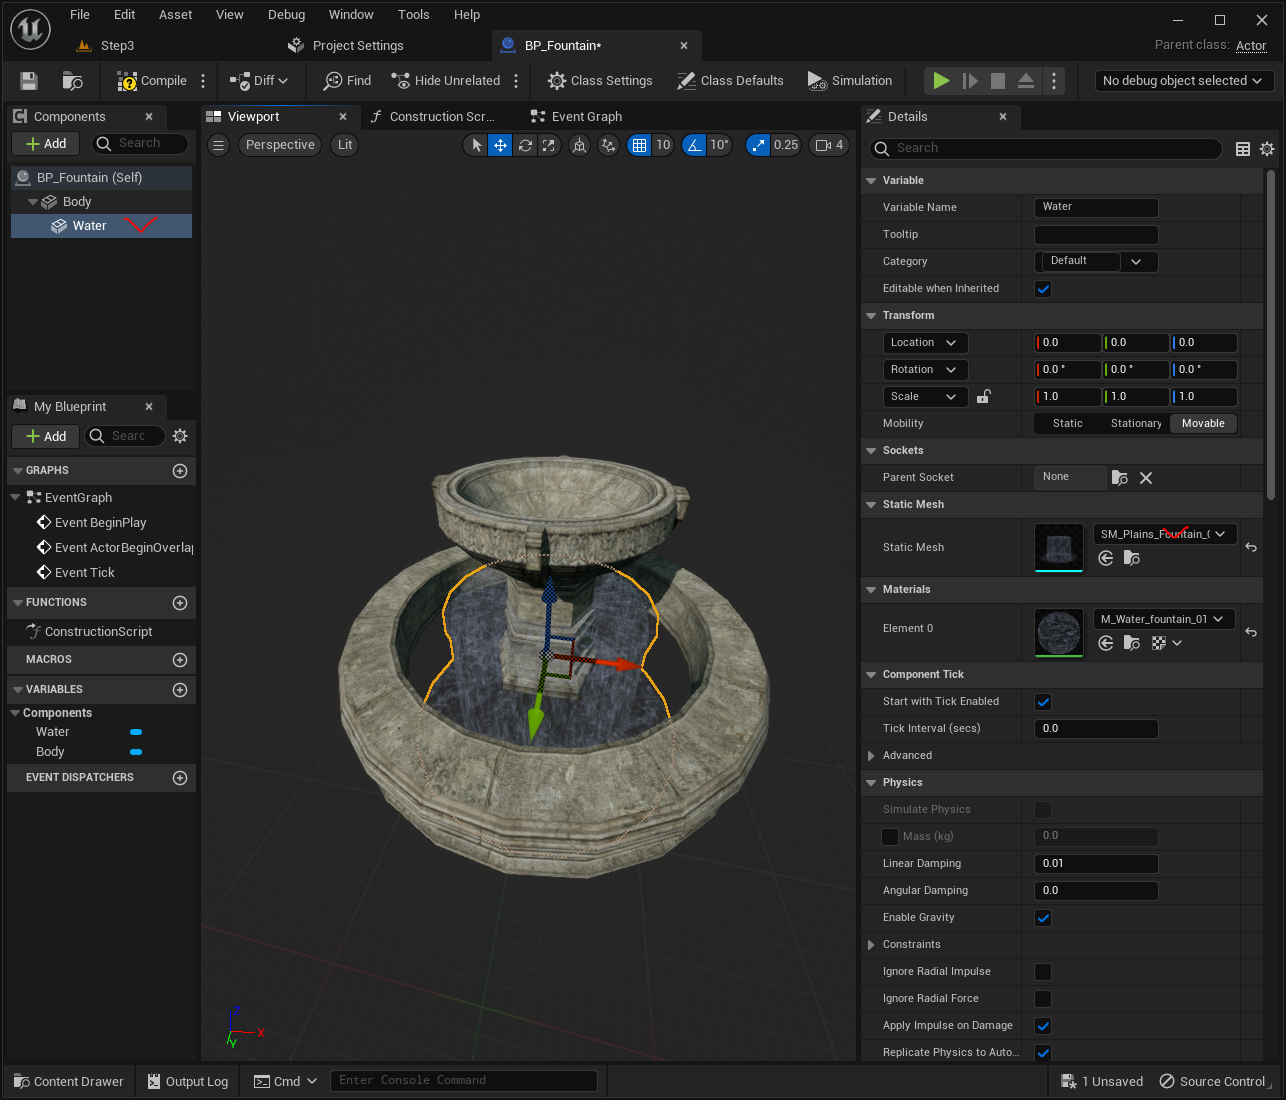 File Edit Asset View Debug Window Tools Help
Step3 Project Settings BP_Fountain* Parent class: Actor
Compile Diff Find Hide Unrelated Class Settings Class Defaults Simulation No debug object selected
Components Viewport Construction Scr... Event Graph Details
Add Search Perspective Lit 10 10° 0.25 4 Search
BP_Fountain (Self)
Body
Water
My Blueprint
Add Searc
GRAPHS
EventGraph
Event BeginPlay
Event ActorBeginOverla
Event Tick
FUNCTIONS
ConstructionScript
MACROS
VARIABLES
Components
Water
Body
EVENT DISPATCHERS
Z
X
Y
Variable
Variable Name Water
Tooltip
Category Default
Editable when Inherited
Transform
Location 0.0 0.0 0.0
Rotation 0.0 ° 0.0 ° 0.0 °
Scale 1.0 1.0 1.0
Mobility Static Stationary Movable
Sockets
Parent Socket None
Static Mesh
Static Mesh SM_Plains_Fountain_(
Materials
Element 0 M_Water_fountain_01
Component Tick
Start with Tick Enabled
Tick Interval (secs) 0.0
Advanced
Physics
Simulate Physics
Mass (kg) 0.0
Linear Damping 0.01
Angular Damping 0.0
Enable Gravity
Constraints
Ignore Radial Impulse
Ignore Radial Force
Apply Impulse on Damage
Replicate Physics to Auto...
Content Drawer Output Log Cmd Enter Console Command 1 Unsaved Source Control